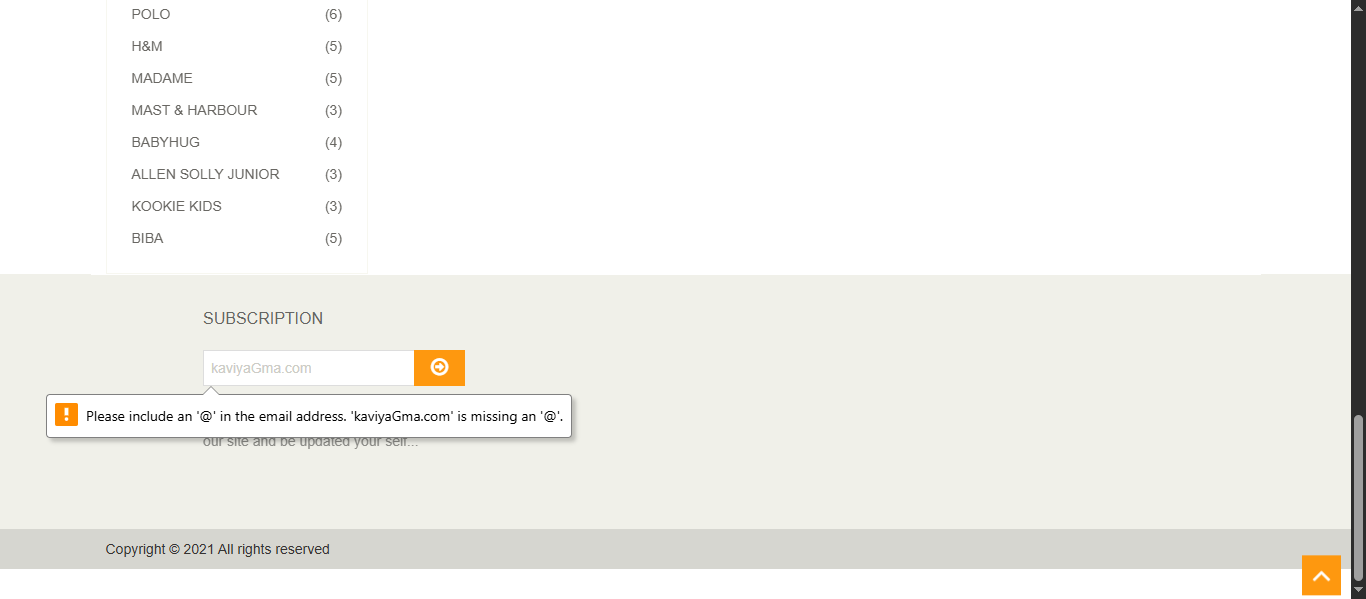 POLO (6)
H&M (5)
MADAME (5)
MAST & HARBOUR (3)
BABYHUG (4)
ALLEN SOLLY JUNIOR (3)
KOOKIE KIDS (3)
BIBA (5)
SUBSCRIPTION
kaviyaGma.com
Please include an '@' in the email address. 'kaviyaGma.com' is missing an '@'.
our site and be updated your self...
Copyright © 2021 All rights reserved